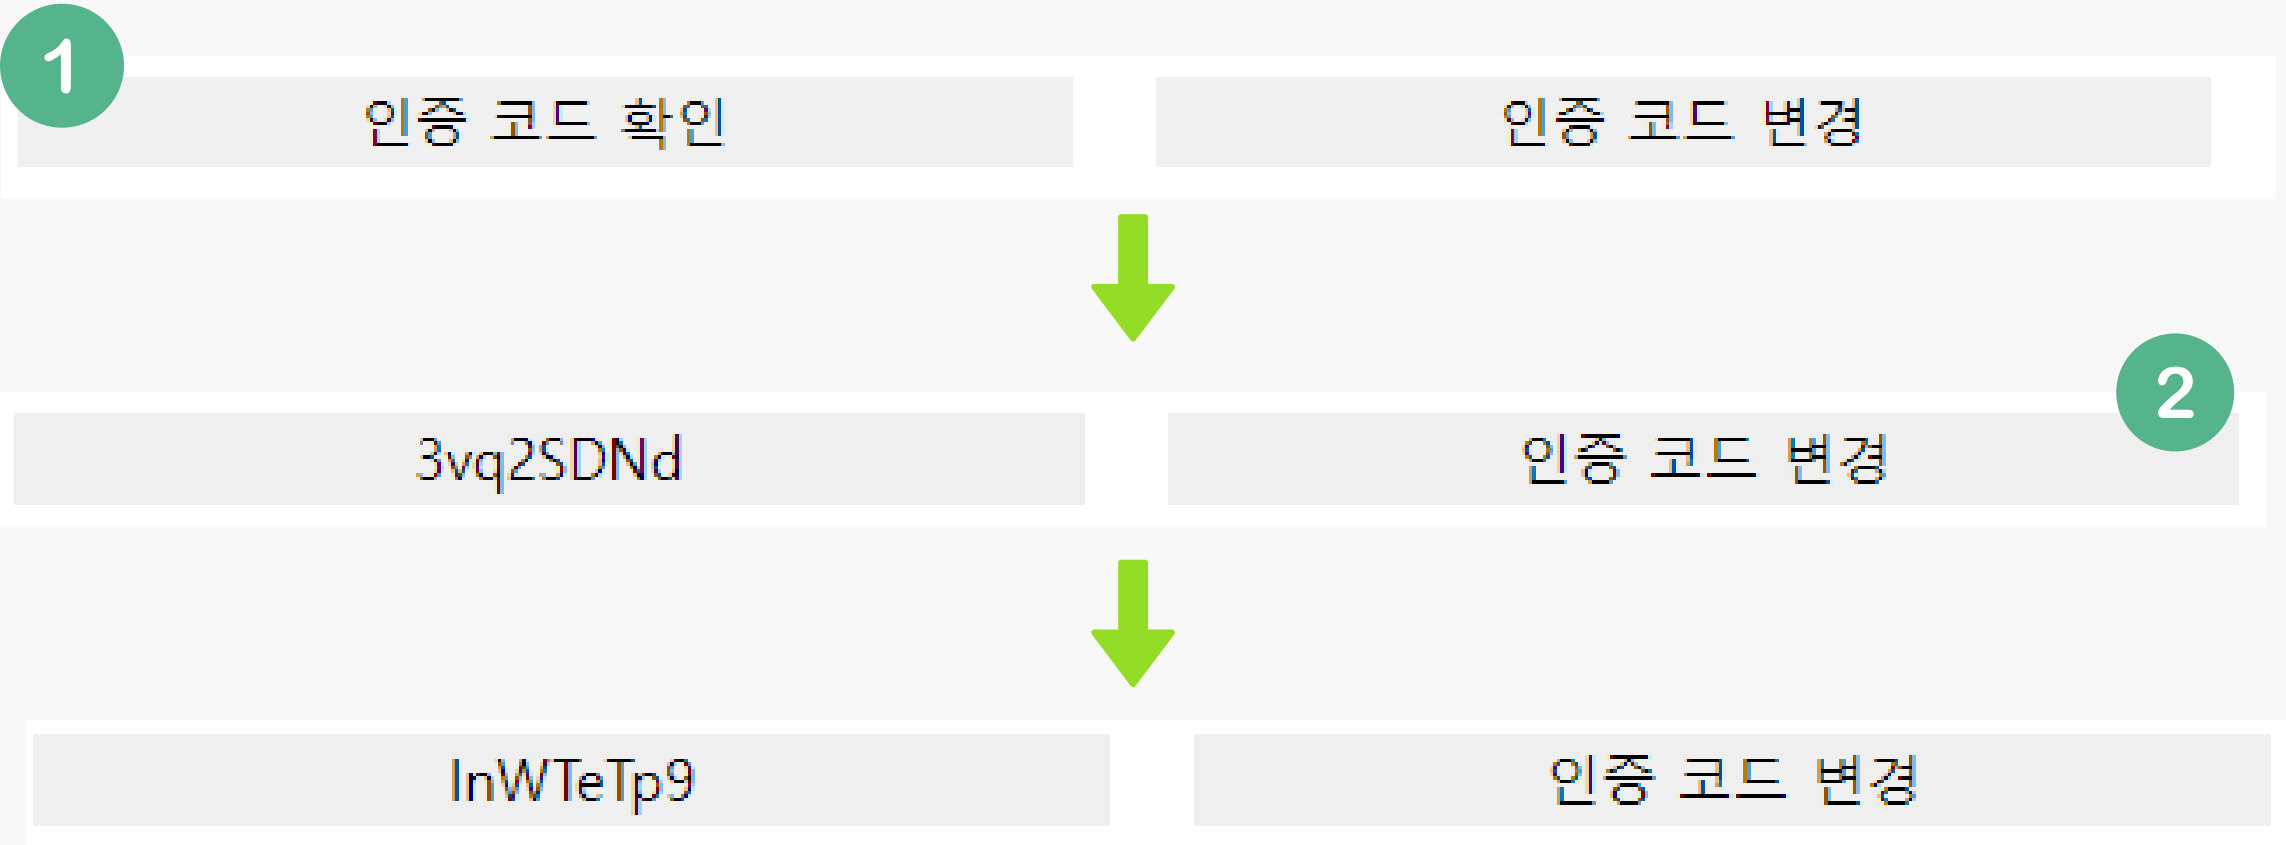 1
인증 코드 확인
인증 코드 변경
2
3vq2SDNd
인증 코드 변경
InWTeTp9
인증 코드 변경